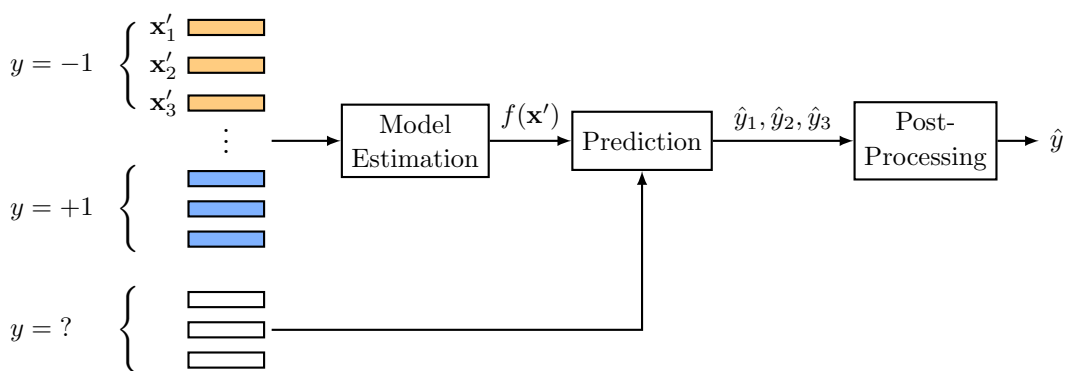 x′₁
y = −1
x′₂
x′₃
⋮
Model
Estimation
f(x′)
Prediction
ŷ₁, ŷ₂, ŷ₃
Post-
Processing
ŷ
y = +1
y = ?